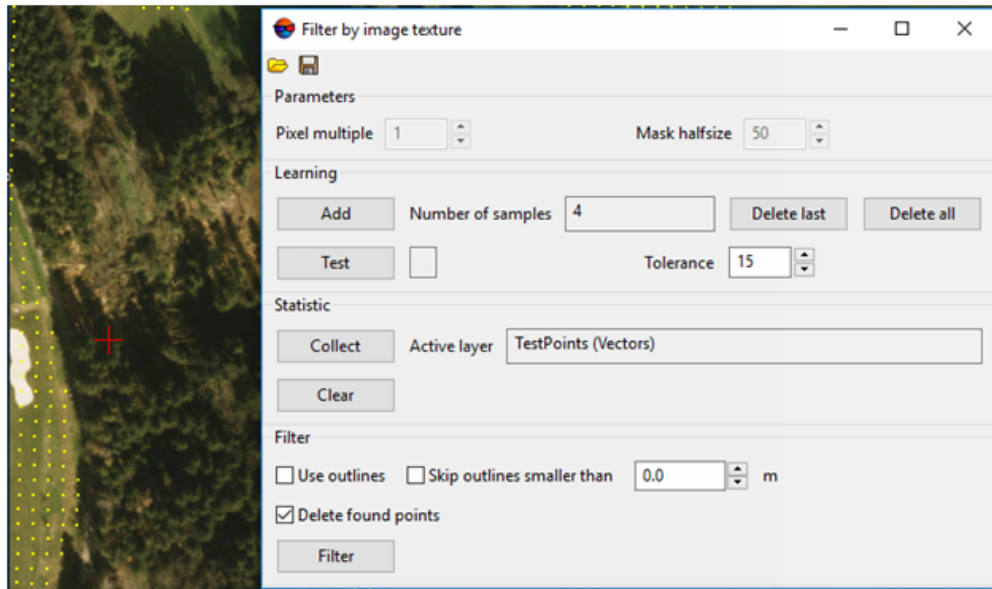 Filter by image texture
Parameters
Pixel multiple 1 Mask halfsize 50
Learning
Add Number of samples 4 Delete last Delete all
Test Tolerance 15
Statistic
Collect Active layer TestPoints (Vectors)
Clear
Filter
Use outlines Skip outlines smaller than 0.0 m
Delete found points
Filter